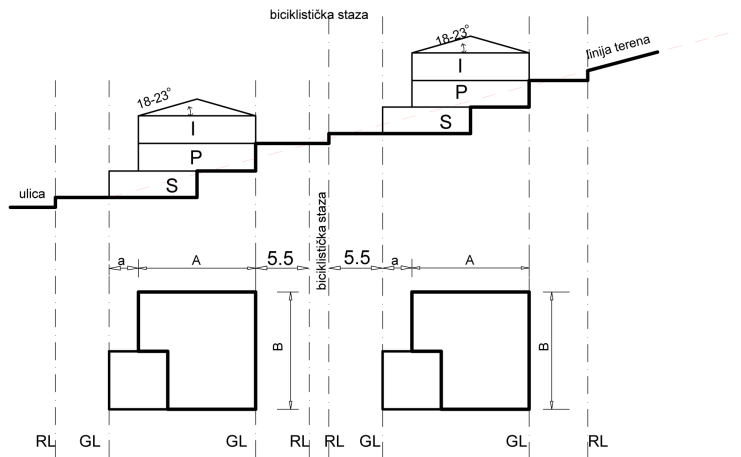 biciklistička staza
18-23°
I
P
S
linija terena
18-23°
I
P
S
ulica
biciklistička staza
a
A
5.5
5.5
a
A
B
B
RL
GL
GL
RL
RL
GL
GL
RL